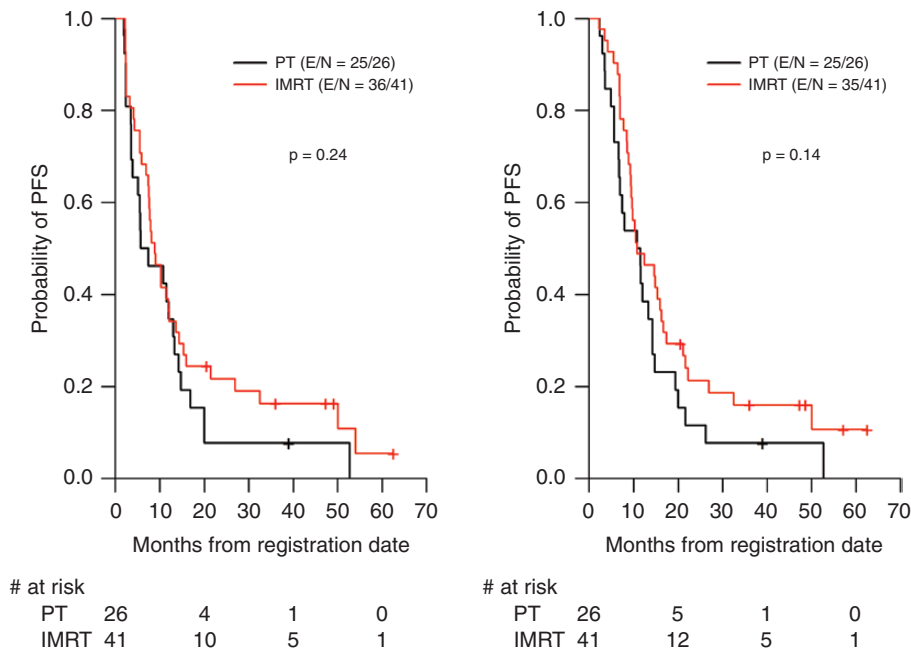 1.0
0.8
0.6
0.4
0.2
0.0
Probability of PFS
PT (E/N = 25/26)
IMRT (E/N = 36/41)
p = 0.24
0 10 20 30 40 50 60 70
Months from registration date
# at risk
PT 26 4 1 0
IMRT 41 10 5 1
1.0
0.8
0.6
0.4
0.2
0.0
Probability of PFS
PT (E/N = 25/26)
IMRT (E/N = 35/41)
p = 0.14
0 10 20 30 40 50 60 70
Months from registration date
# at risk
PT 26 5 1 0
IMRT 41 12 5 1